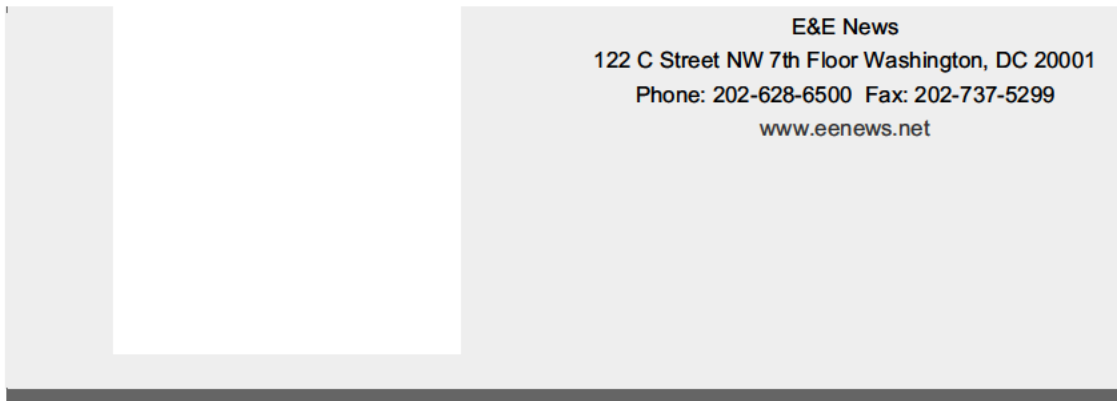 E&E News
122 C Street NW 7th Floor Washington, DC 20001
Phone: 202-628-6500 Fax: 202-737-5299
www.eenews.net